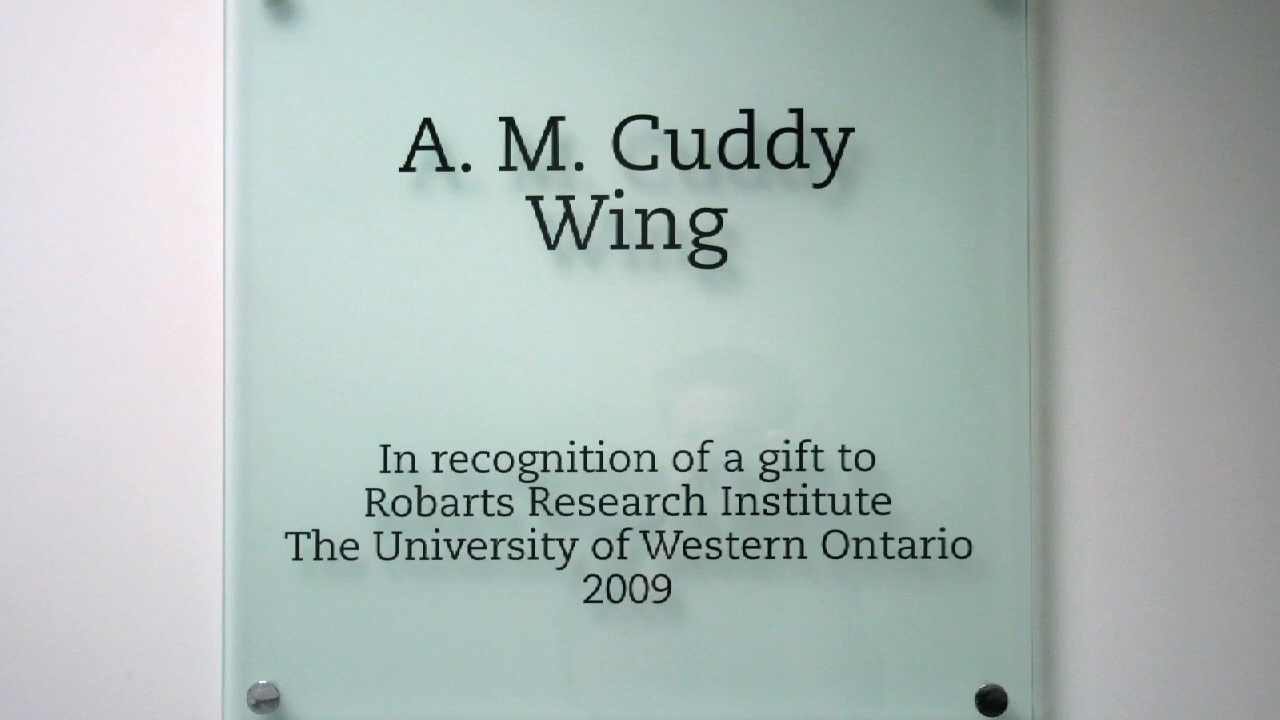 A. M. Cuddy
Wing
In recognition of a gift to
Robarts Research Institute
The University of Western Ontario
2009